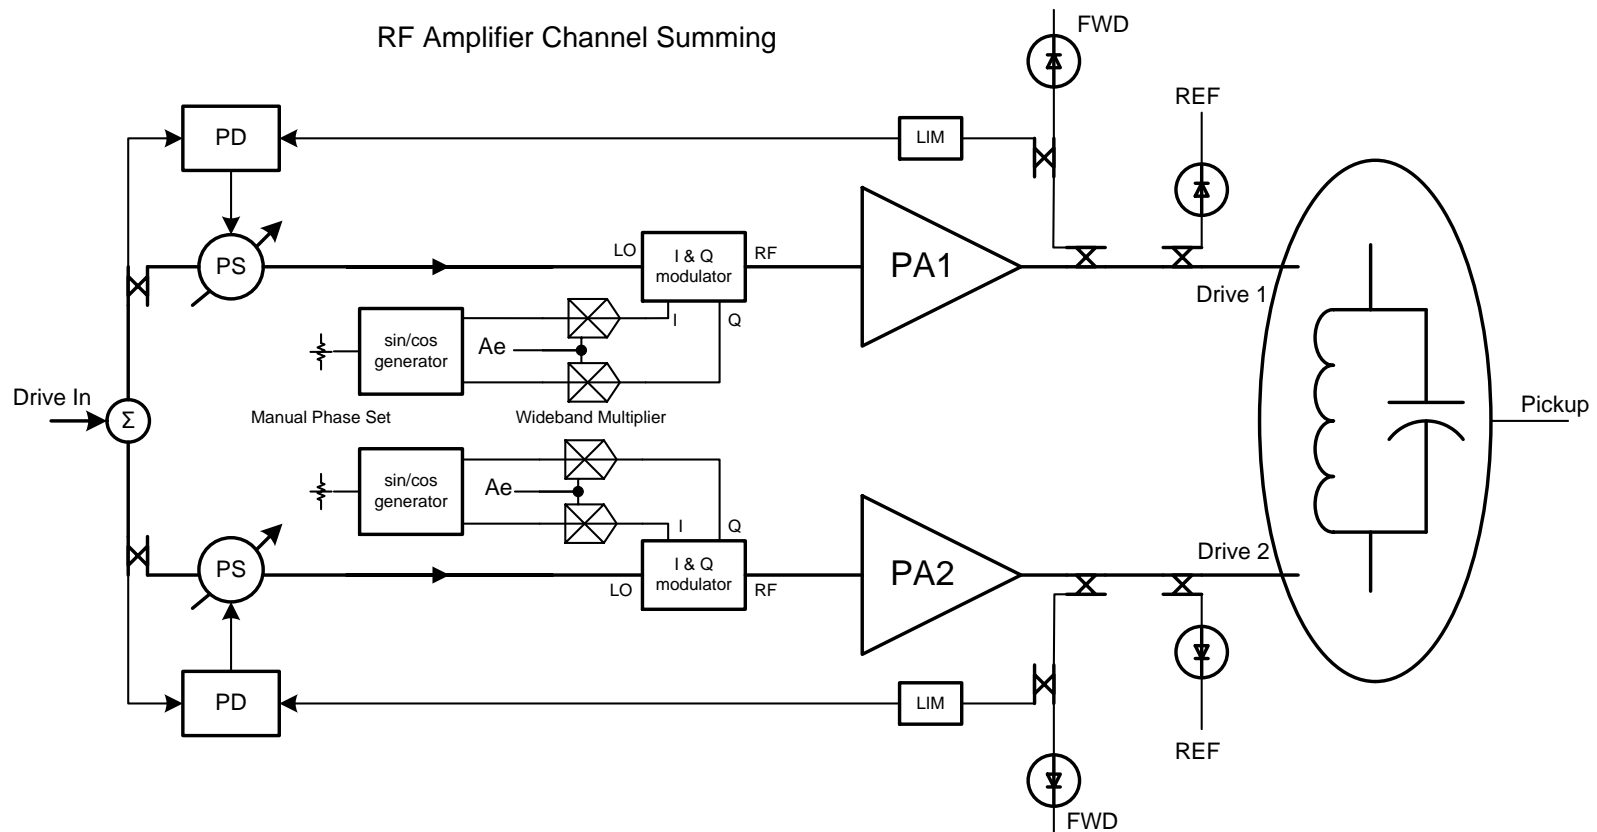 RF Amplifier Channel Summing
FWD
REF
PD
LIM
PS
LO
I & Q
modulator
RF
PA1
Drive 1
sin/cos
generator
Ae
I
Q
Drive In
Σ
Manual Phase Set
Wideband Multiplier
Pickup
sin/cos
generator
Ae
I
Q
PS
LO
I & Q
modulator
RF
PA2
Drive 2
PD
LIM
REF
FWD